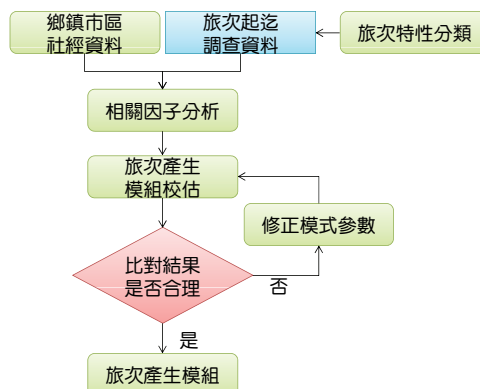 鄉鎮市區
社經資料
旅次起迄
調查資料
旅次特性分類
相關因子分析
旅次產生
模組校估
修正模式參數
比對結果
是否合理
否
是
旅次產生模組